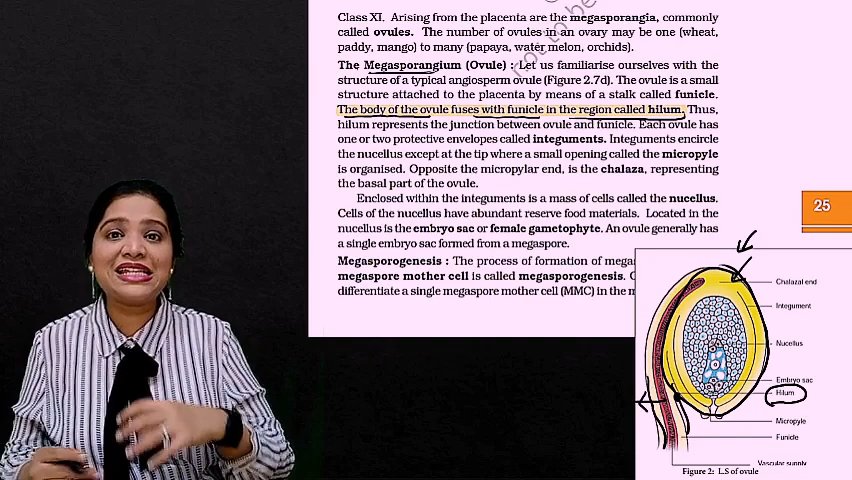 Class XI. Arising from the placenta are the megasporangia, commonly
called ovules. The number of ovules in an ovary may be one (wheat,
paddy, mango) to many (papaya, water melon, orchids).
The Megasporangium (Ovule) : Let us familiarise ourselves with the
structure of a typical angiosperm ovule (Figure 2.7d). The ovule is a small
structure attached to the placenta by means of a stalk called funicle.
The body of the ovule fuses with funicle in the region called hilum. Thus,
hilum represents the junction between ovule and funicle. Each ovule has
one or two protective envelopes called integuments. Integuments encircle
the nucellus except at the tip where a small opening called the micropyle
is organised. Opposite the micropylar end, is the chalaza, representing
the basal part of the ovule.
Enclosed within the integuments is a mass of cells called the nucellus.
Cells of the nucellus have abundant reserve food materials. Located in the
nucellus is the embryo sac or female gametophyte. An ovule generally has
a single embryo sac formed from a megaspore.
Megasporogenesis : The process of formation of
megaspore mother cell is called megasporogenesis.
differentiate a single megaspore mother cell (MMC) in the
not to be
25
Chalazal end
Integument
Nucellus
Embryo sac
Hilum
Micropyle
Funicle
Vascular supply
Figure 2: L.S of ovule